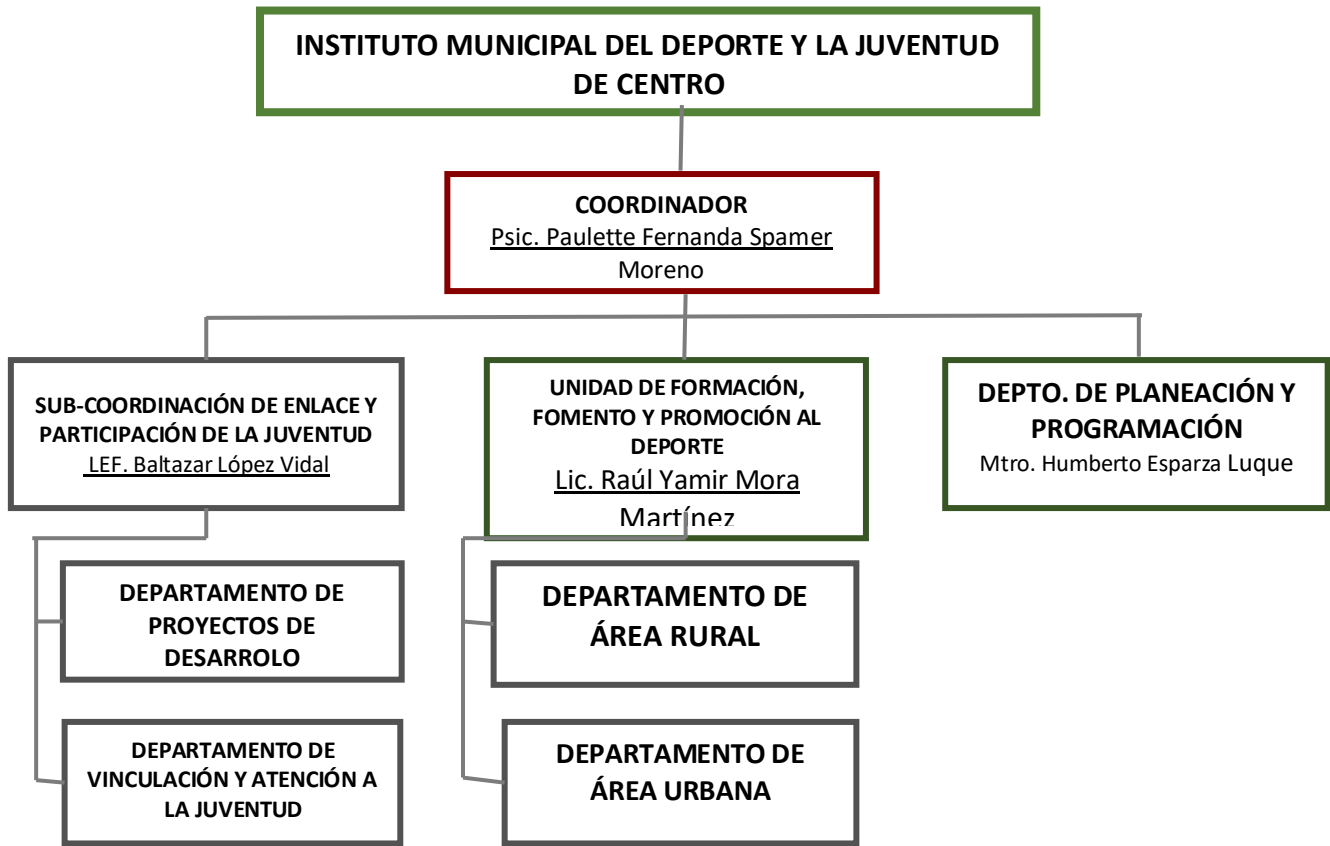 INSTITUTO MUNICIPAL DEL DEPORTE Y LA JUVENTUD
DE CENTRO
COORDINADOR
Psic. Paulette Fernanda Spamer
Moreno
SUB-COORDINACIÓN DE ENLACE Y
PARTICIPACIÓN DE LA JUVENTUD
LEF. Baltazar López Vidal
UNIDAD DE FORMACIÓN,
FOMENTO Y PROMOCIÓN AL
DEPORTE
Lic. Raúl Yamir Mora
Martínez
DEPTO. DE PLANEACIÓN Y
PROGRAMACIÓN
Mtro. Humberto Esparza Luque
DEPARTAMENTO DE
PROYECTOS DE
DESARROLO
DEPARTAMENTO DE
VINCULACIÓN Y ATENCIÓN A
LA JUVENTUD
DEPARTAMENTO DE
ÁREA RURAL
DEPARTAMENTO DE
ÁREA URBANA